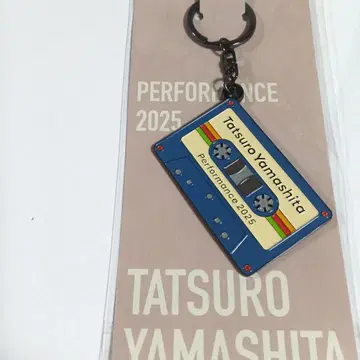 PERFORMANCE
2025
Tatsuro Yamashita
Performance 2025
TATSURO
YAMASHITA